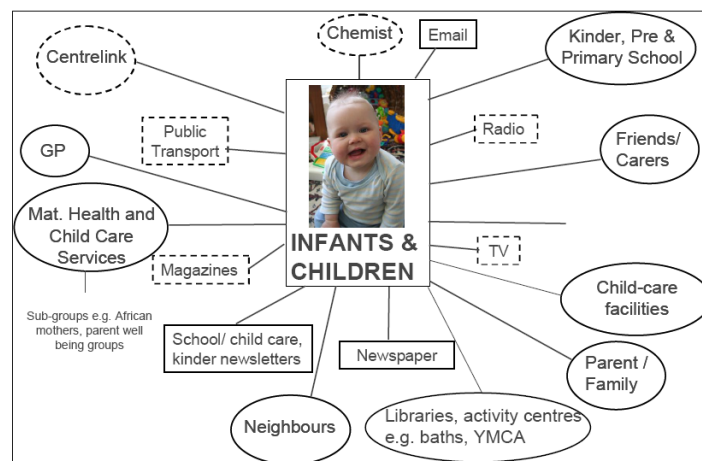 Chemist
Email
Kinder, Pre &
Primary School
Centrelink
Public
Transport
Radio
GP
Friends/
Carers
Mat. Health and
Child Care
Services
INFANTS &
CHILDREN
TV
Magazines
Child-care
facilities
Sub-groups e.g. African
mothers, parent well
being groups
School/ child care,
kinder newsletters
Newspaper
Parent /
Family
Neighbours
Libraries, activity centres
e.g. baths, YMCA